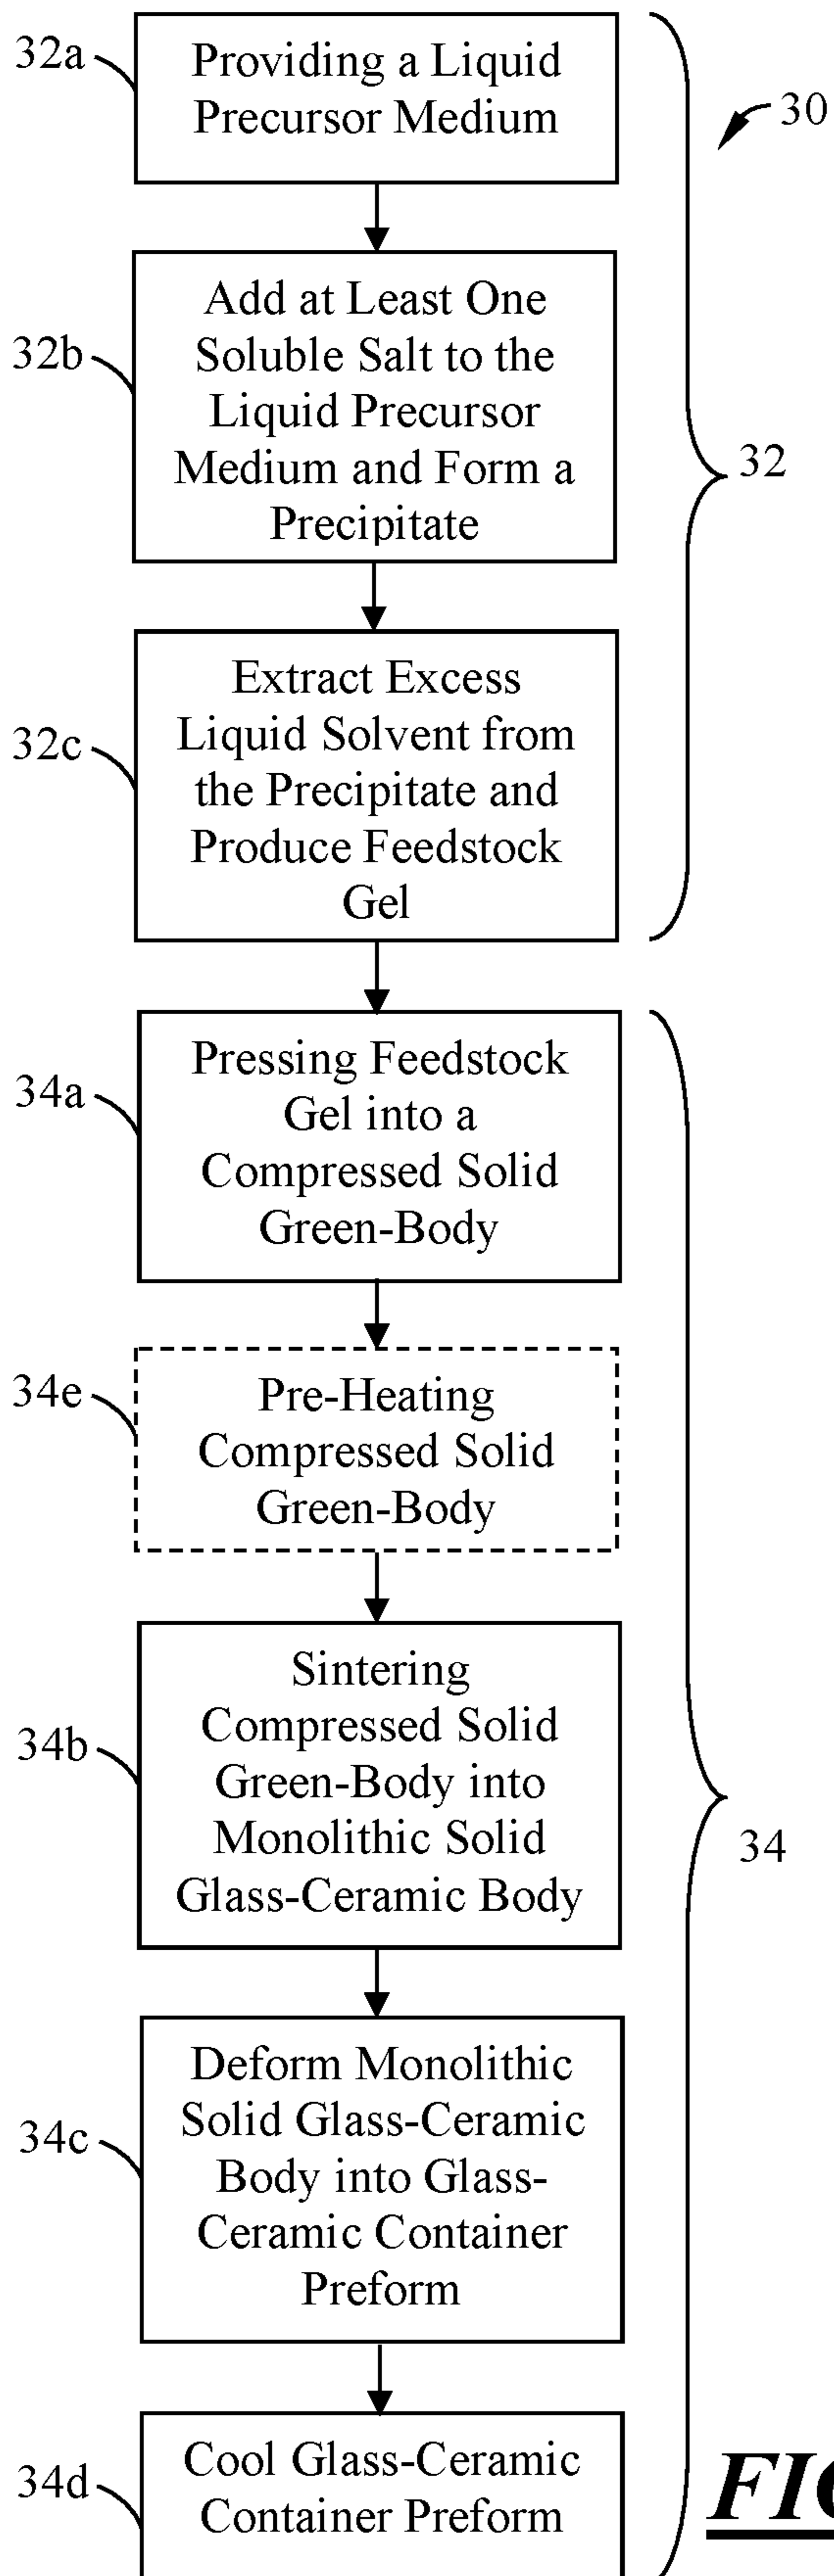 32a
Providing a Liquid
Precursor Medium
30
32b
Add at Least One
Soluble Salt to the
Liquid Precursor
Medium and Form a
Precipitate
32
32c
Extract Excess
Liquid Solvent from
the Precipitate and
Produce Feedstock
Gel
34a
Pressing Feedstock
Gel into a
Compressed Solid
Green-Body
34e
Pre-Heating
Compressed Solid
Green-Body
34b
Sintering
Compressed Solid
Green-Body into
Monolithic Solid
Glass-Ceramic Body
34
34c
Deform Monolithic
Solid Glass-Ceramic
Body into Glass-
Ceramic Container
Preform
34d
Cool Glass-Ceramic
Container Preform